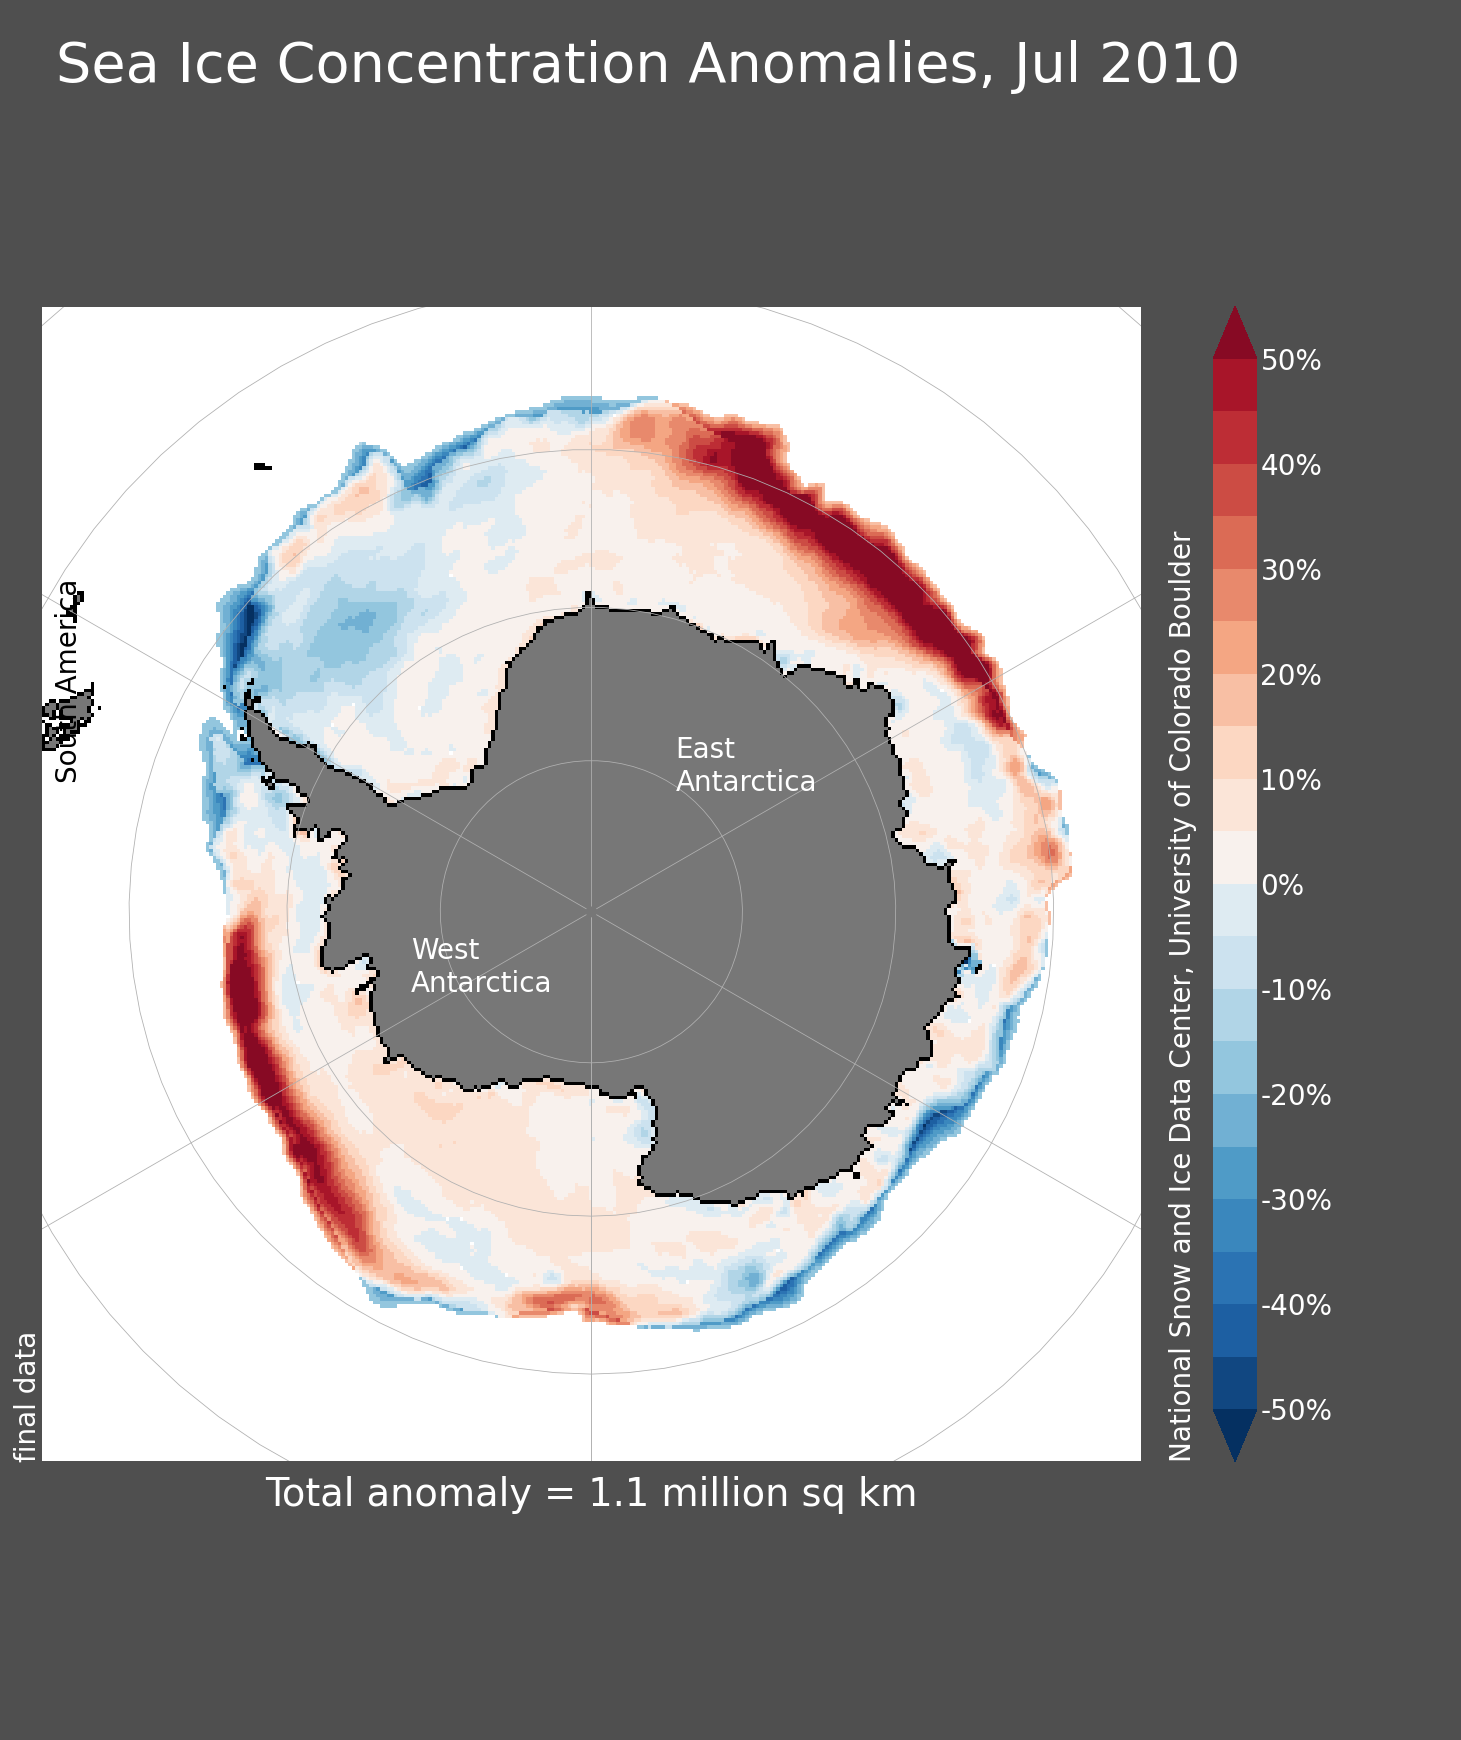 Sea Ice Concentration Anomalies, Jul 2010
South America
East
Antarctica
West
Antarctica
final data
National Snow and Ice Data Center, University of Colorado Boulder
50%
40%
30%
20%
10%
0%
-10%
-20%
-30%
-40%
-50%
Total anomaly = 1.1 million sq km